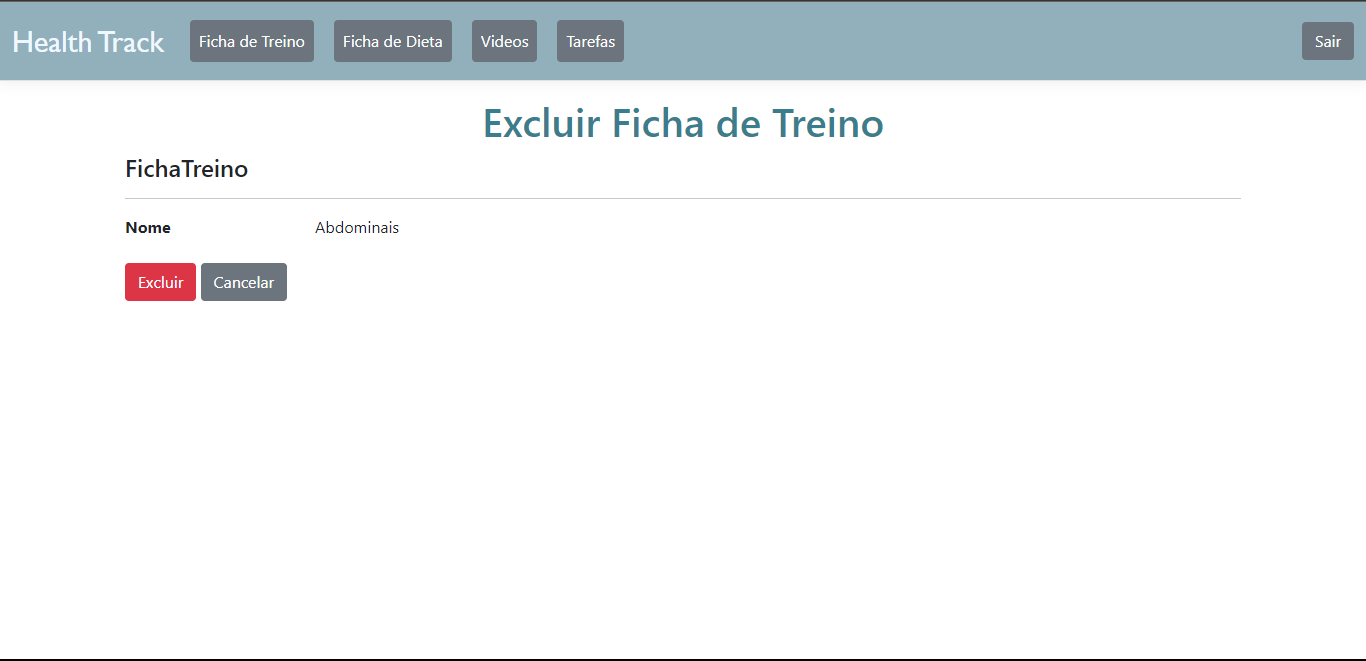 Health Track Ficha de Treino Ficha de Dieta Videos Tarefas Sair
Excluir Ficha de Treino
FichaTreino
Nome Abdominais
Excluir Cancelar